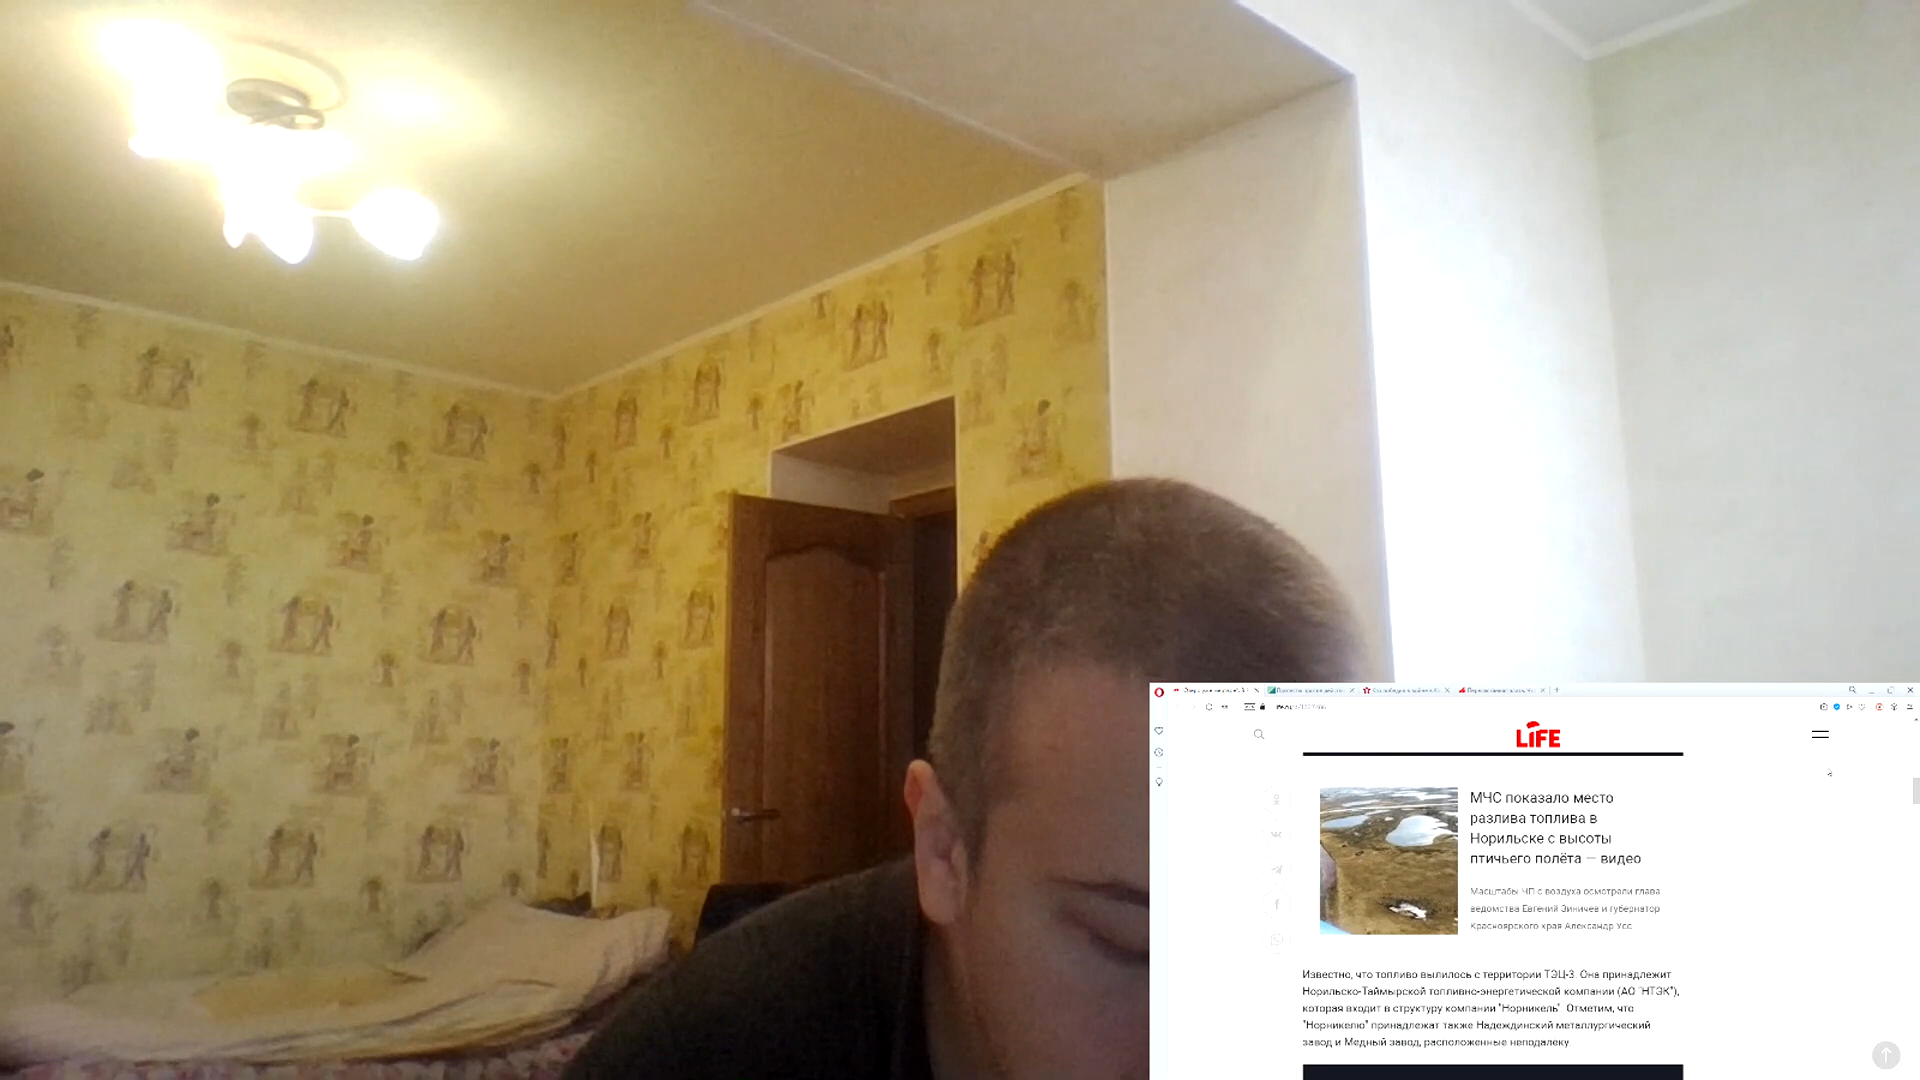 LIFE
МЧС показало место
разлива топлива в
Норильске с высоты
птичьего полёта — видео
Масштабы ЧП с воздуха осмотрели глава
ведомства Евгений Зиничев и губернатор
Красноярского края Александр Усс
Известно, что топливо вылилось с территории ТЭЦ-3. Она принадлежит
Норильско-Таймырской топливно-энергетической компании (АО "НТЭК"),
которая входит в структуру компании "Норникель". Отметим, что
"Норникелю" принадлежат также Надеждинский металлургический
завод и Медный завод, расположенные неподалёку.